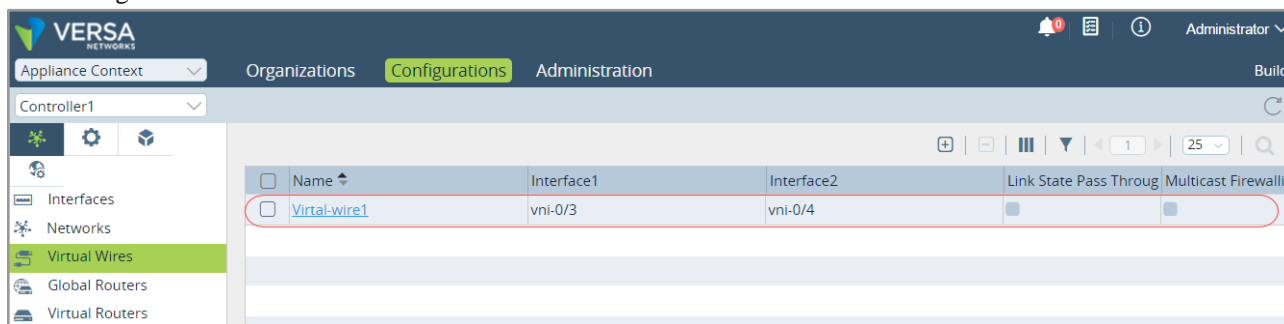 VERSA
NETWORKS
0
Administrator
Appliance Context
Organizations Configurations Administration
Controller1
1
25
Name Interface1 Interface2 Link State Pass Throug Multicast Firewalli
Virtal-wire1 vni-0/3 vni-0/4
Interfaces
Networks
Virtual Wires
Global Routers
Virtual Routers